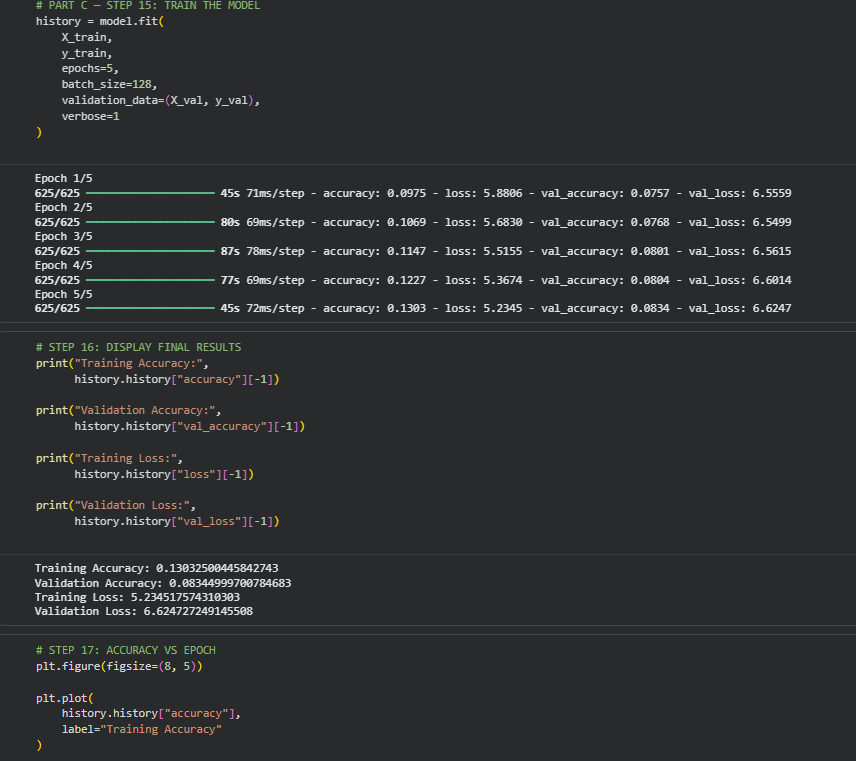 # PART C — STEP 15: TRAIN THE MODEL
history = model.fit(
    X_train,
    y_train,
    epochs=5,
    batch_size=128,
    validation_data=(X_val, y_val),
    verbose=1
)
Epoch 1/5
625/625 ━━━━━━━━━━━━━━━━━━━━ 45s 71ms/step - accuracy: 0.0975 - loss: 5.8806 - val_accuracy: 0.0757 - val_loss: 6.5559
Epoch 2/5
625/625 ━━━━━━━━━━━━━━━━━━━━ 80s 69ms/step - accuracy: 0.1069 - loss: 5.6830 - val_accuracy: 0.0768 - val_loss: 6.5499
Epoch 3/5
625/625 ━━━━━━━━━━━━━━━━━━━━ 87s 78ms/step - accuracy: 0.1147 - loss: 5.5155 - val_accuracy: 0.0801 - val_loss: 6.5615
Epoch 4/5
625/625 ━━━━━━━━━━━━━━━━━━━━ 77s 69ms/step - accuracy: 0.1227 - loss: 5.3674 - val_accuracy: 0.0804 - val_loss: 6.6014
Epoch 5/5
625/625 ━━━━━━━━━━━━━━━━━━━━ 45s 72ms/step - accuracy: 0.1303 - loss: 5.2345 - val_accuracy: 0.0834 - val_loss: 6.6247
# STEP 16: DISPLAY FINAL RESULTS
print("Training Accuracy:",
      history.history["accuracy"][-1])
print("Validation Accuracy:",
      history.history["val_accuracy"][-1])
print("Training Loss:",
      history.history["loss"][-1])
print("Validation Loss:",
      history.history["val_loss"][-1])
Training Accuracy: 0.13032500445842743
Validation Accuracy: 0.08344999700784683
Training Loss: 5.234517574310303
Validation Loss: 6.624727249145508
# STEP 17: ACCURACY VS EPOCH
plt.figure(figsize=(8, 5))
plt.plot(
    history.history["accuracy"],
    label="Training Accuracy"
)